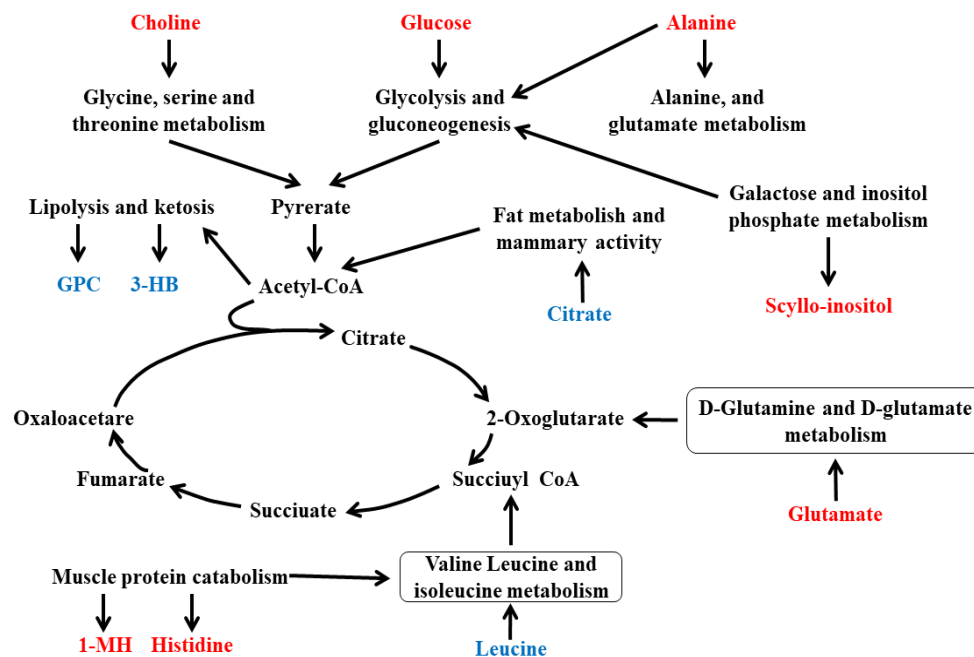 Choline
Glucose
Alanine
Glycine, serine and
threonine metabolism
Glycolysis and
gluconeogenesis
Alanine, and
glutamate metabolism
Lipolysis and ketosis
Pyrerate
Fat metabolish and
mammary activity
Galactose and inositol
phosphate metabolism
GPC
3-HB
Acetyl-CoA
Citrate
Scyllo-inositol
Citrate
Oxaloacetare
2-Oxoglutarate
D-Glutamine and D-glutamate
metabolism
Fumarate
Succiuyl CoA
Succiuate
Glutamate
Muscle protein catabolism
Valine Leucine and
isoleucine metabolism
1-MH
Histidine
Leucine